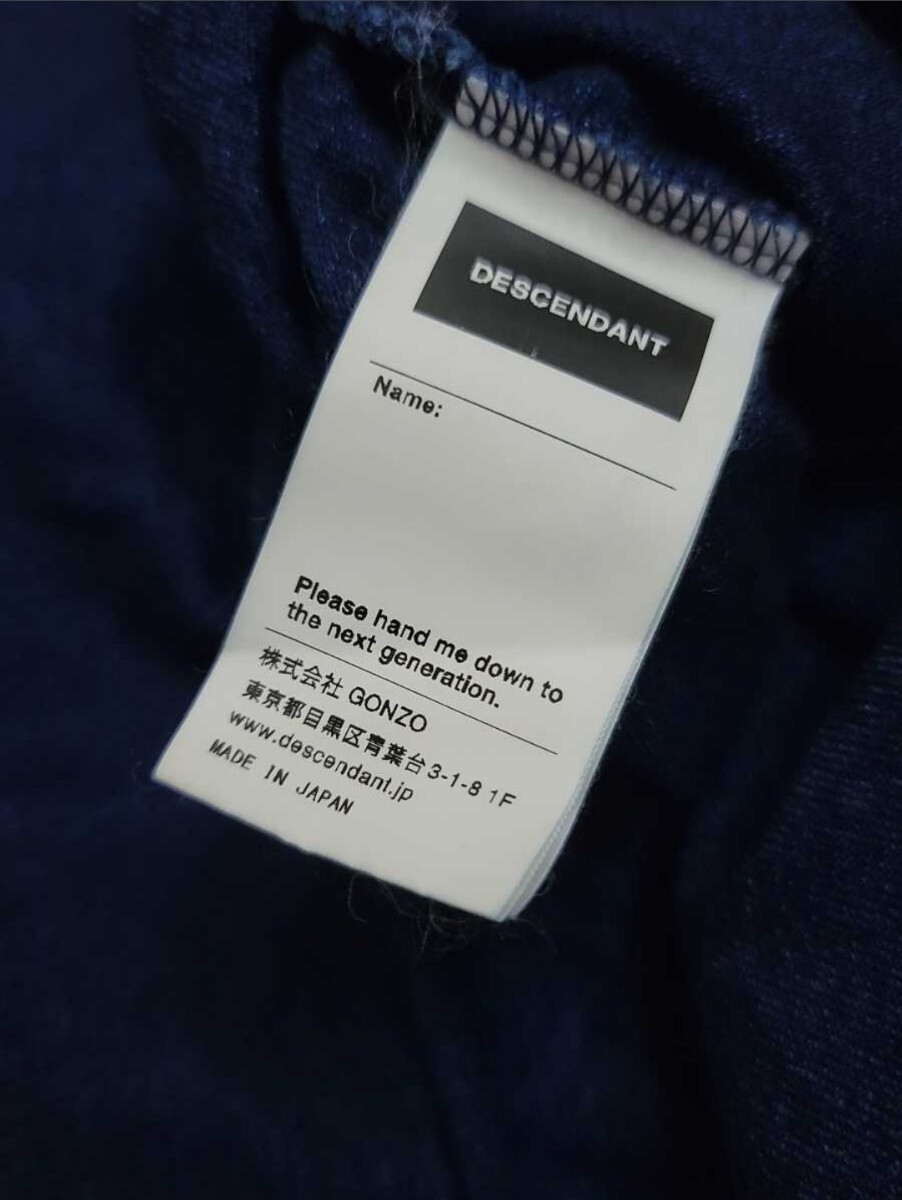 DESCENDANT
Name:
Please hand me down to
the next generation.
株式会社 GONZO
東京都目黒区青葉台 3-1-8 1F
www.descendant.jp
MADE IN JAPAN